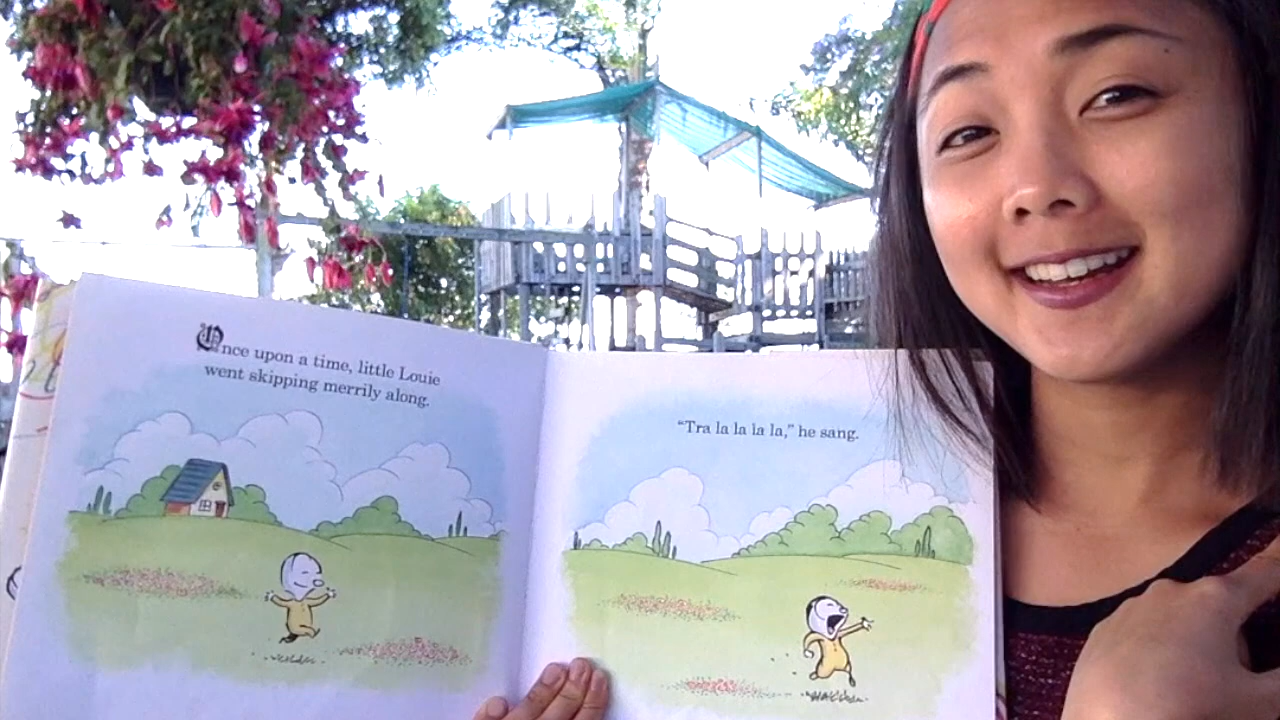 Once upon a time, little Louie
went skipping merrily along.
"Tra la la la la," he sang.